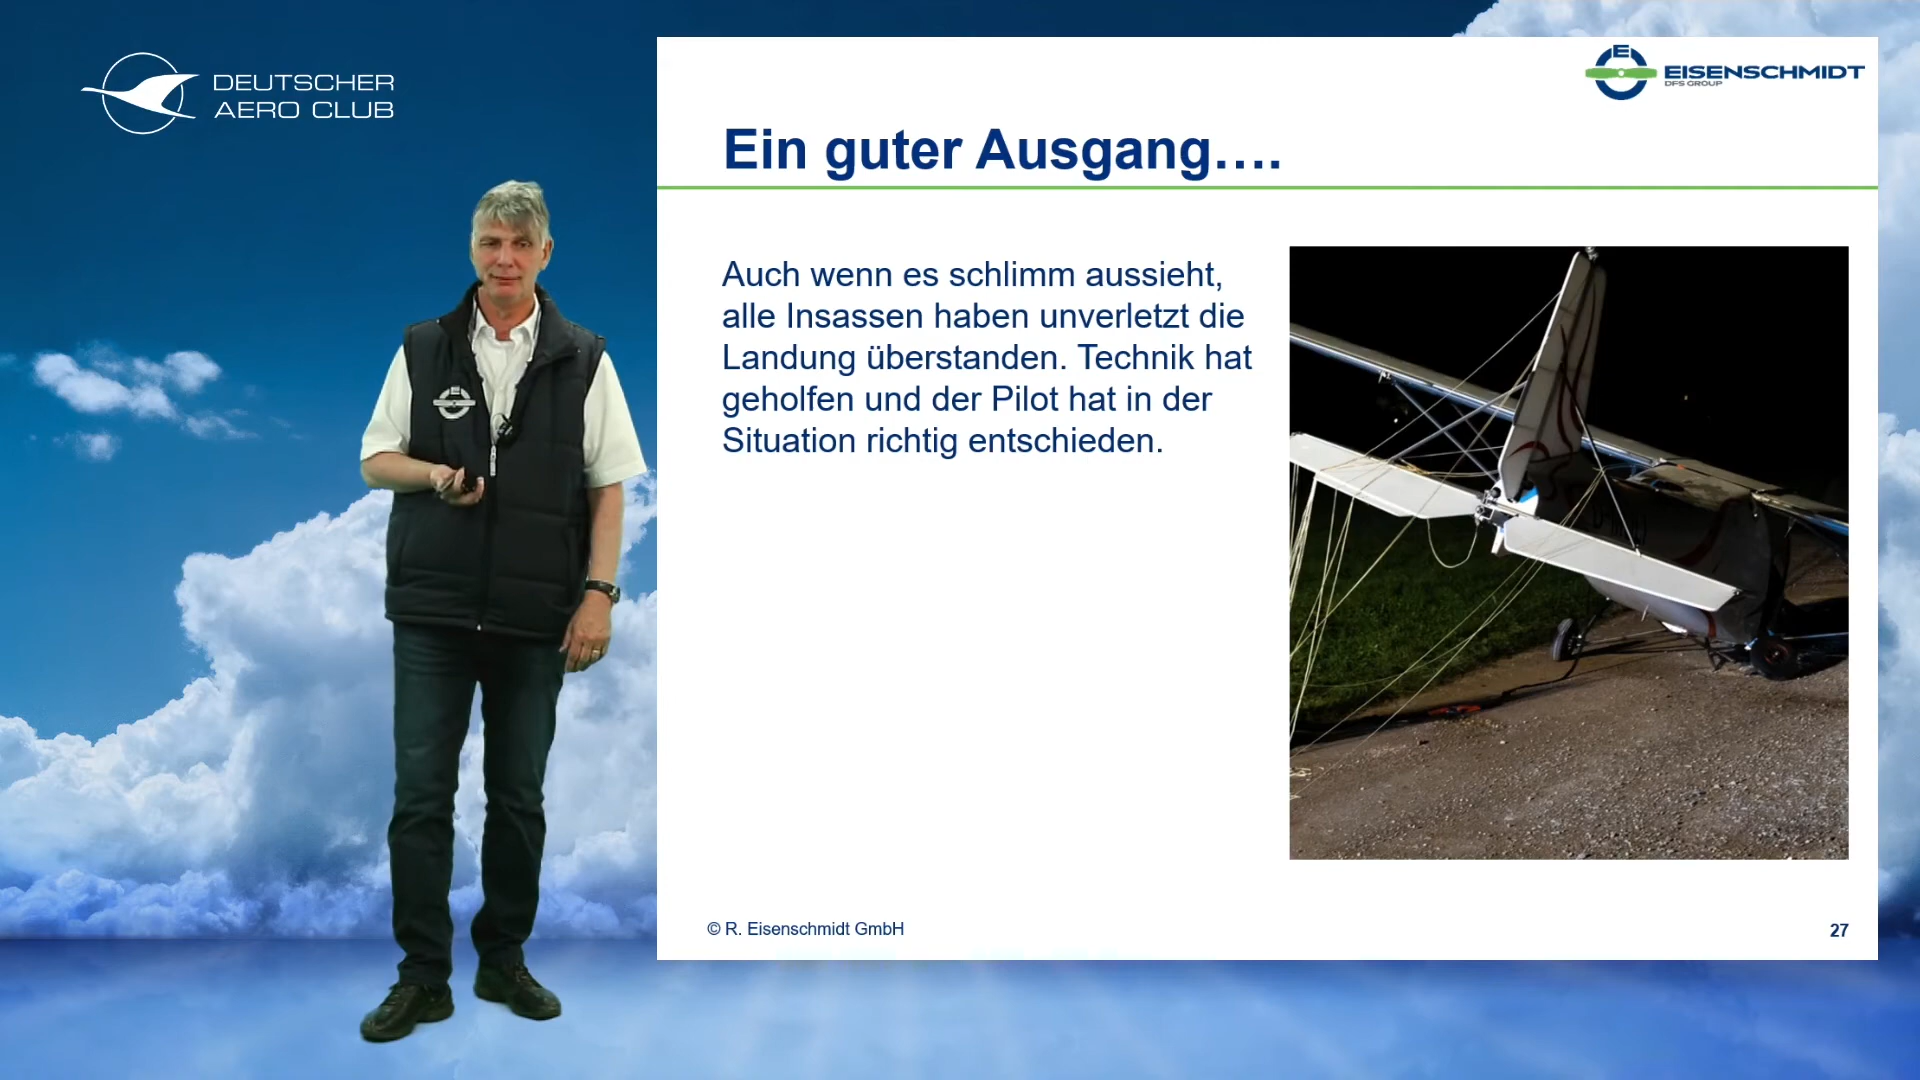 DEUTSCHER
AERO CLUB
EISENSCHMIDT
DFS GROUP
Ein guter Ausgang....
Auch wenn es schlimm aussieht,
alle Insassen haben unverletzt die
Landung überstanden. Technik hat
geholfen und der Pilot hat in der
Situation richtig entschieden.
© R. Eisenschmidt GmbH
27